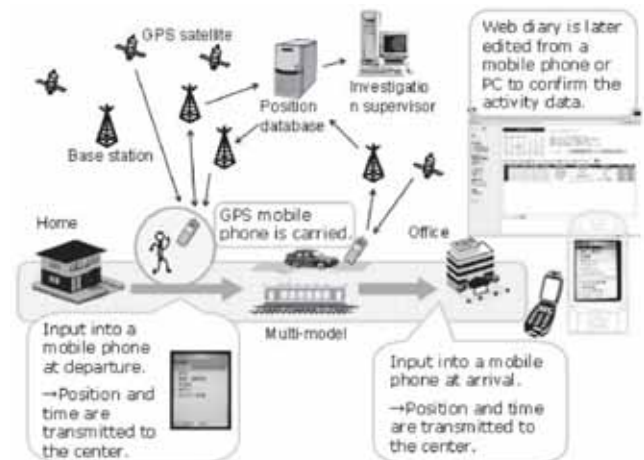 GPS satellite
Web diary is later
edited from a
mobile phone or
PC to confirm the
activity data.
Position
database
Investigatio
n supervisor
Base station
Home
GPS mobile
phone is carried.
Office
Multi-model
Input into a
mobile phone
at departure.
→Position and
time are
transmitted to
the center.
Input into a mobile
phone at arrival.
→Position and time
are transmitted to
the center.